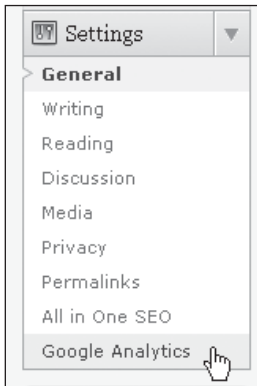 Settings
General
Writing
Reading
Discussion
Media
Privacy
Permalinks
All in One SEO
Google Analytics